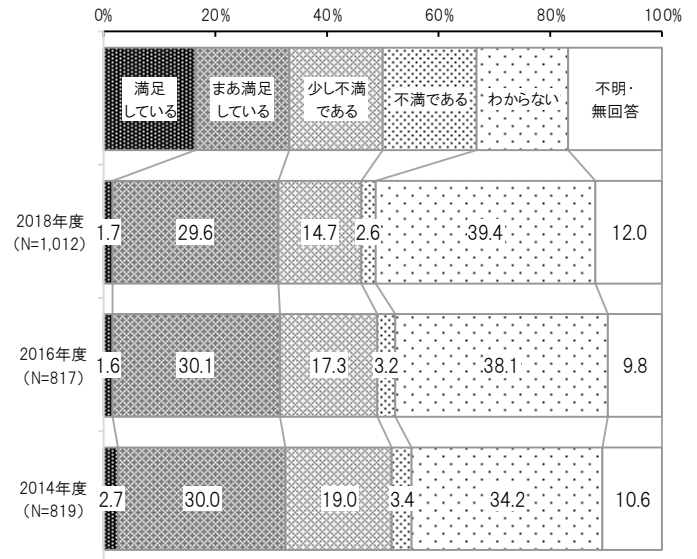 0% 20% 40% 60% 80% 100%
満足
している
まあ満足
している
少し不満
である
不満である
わからない
不明・
無回答
2018年度
(N=1,012)
1.7 29.6 14.7 2.6 39.4 12.0
2016年度
(N=817)
1.6 30.1 17.3 3.2 38.1 9.8
2014年度
(N=819)
2.7 30.0 19.0 3.4 34.2 10.6